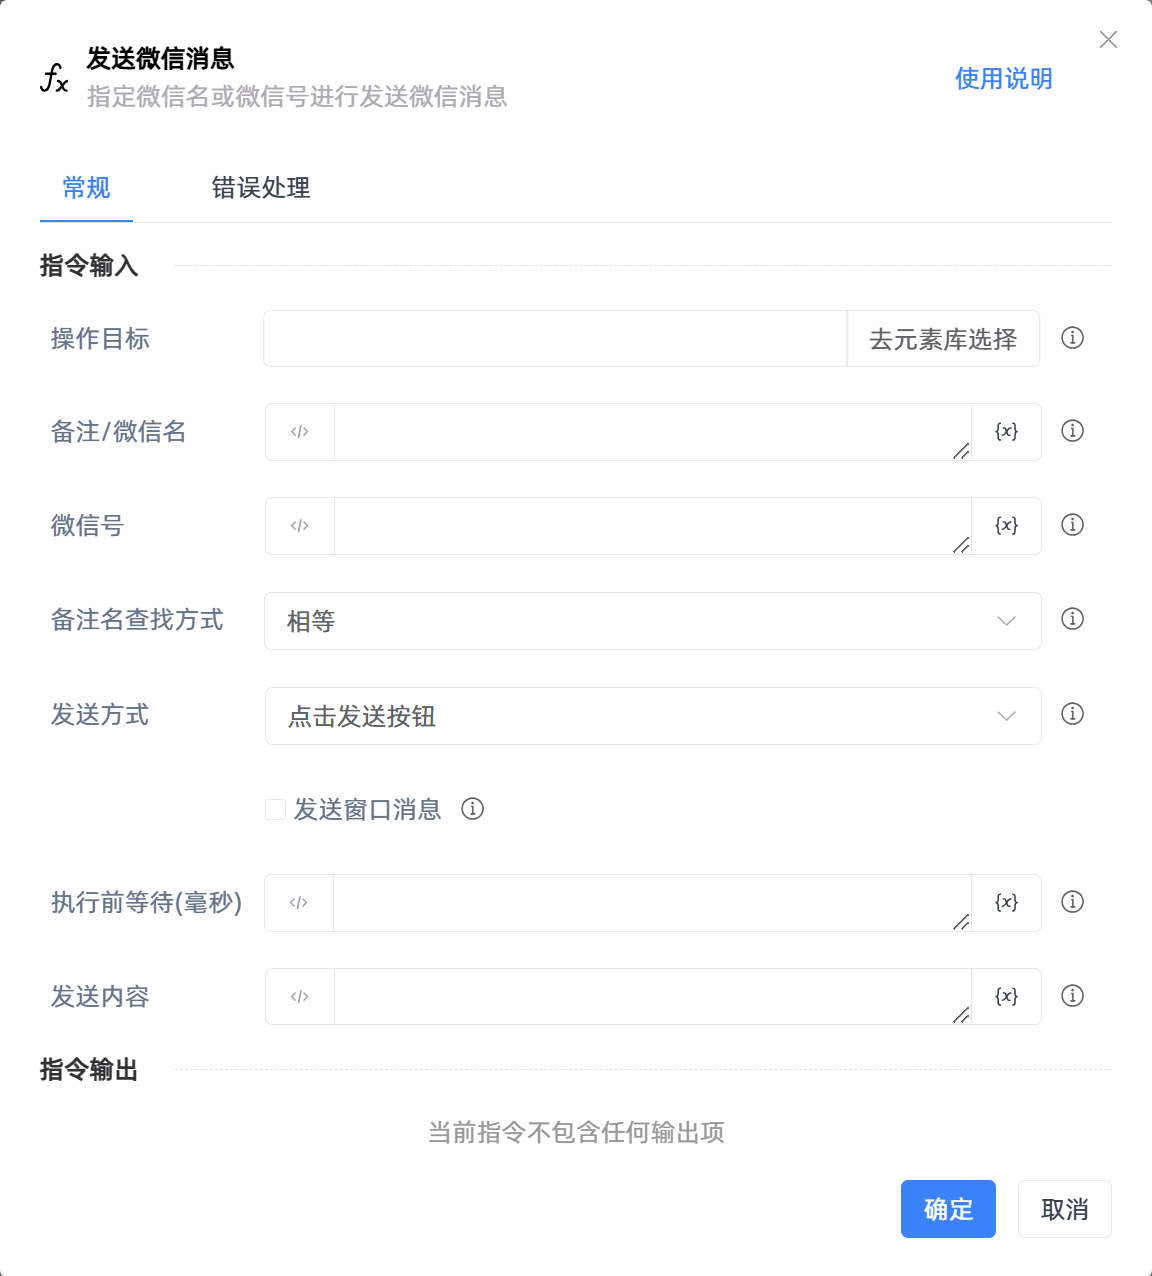 发送微信消息
指定微信名或微信号进行发送微信消息
使用说明
常规
错误处理
指令输入
操作目标
去元素库选择
备注/微信名
</>
{x}
微信号
</>
{x}
备注名查找方式
相等
发送方式
点击发送按钮
发送窗口消息
执行前等待(毫秒)
</>
{x}
发送内容
</>
{x}
指令输出
当前指令不包含任何输出项
确定
取消